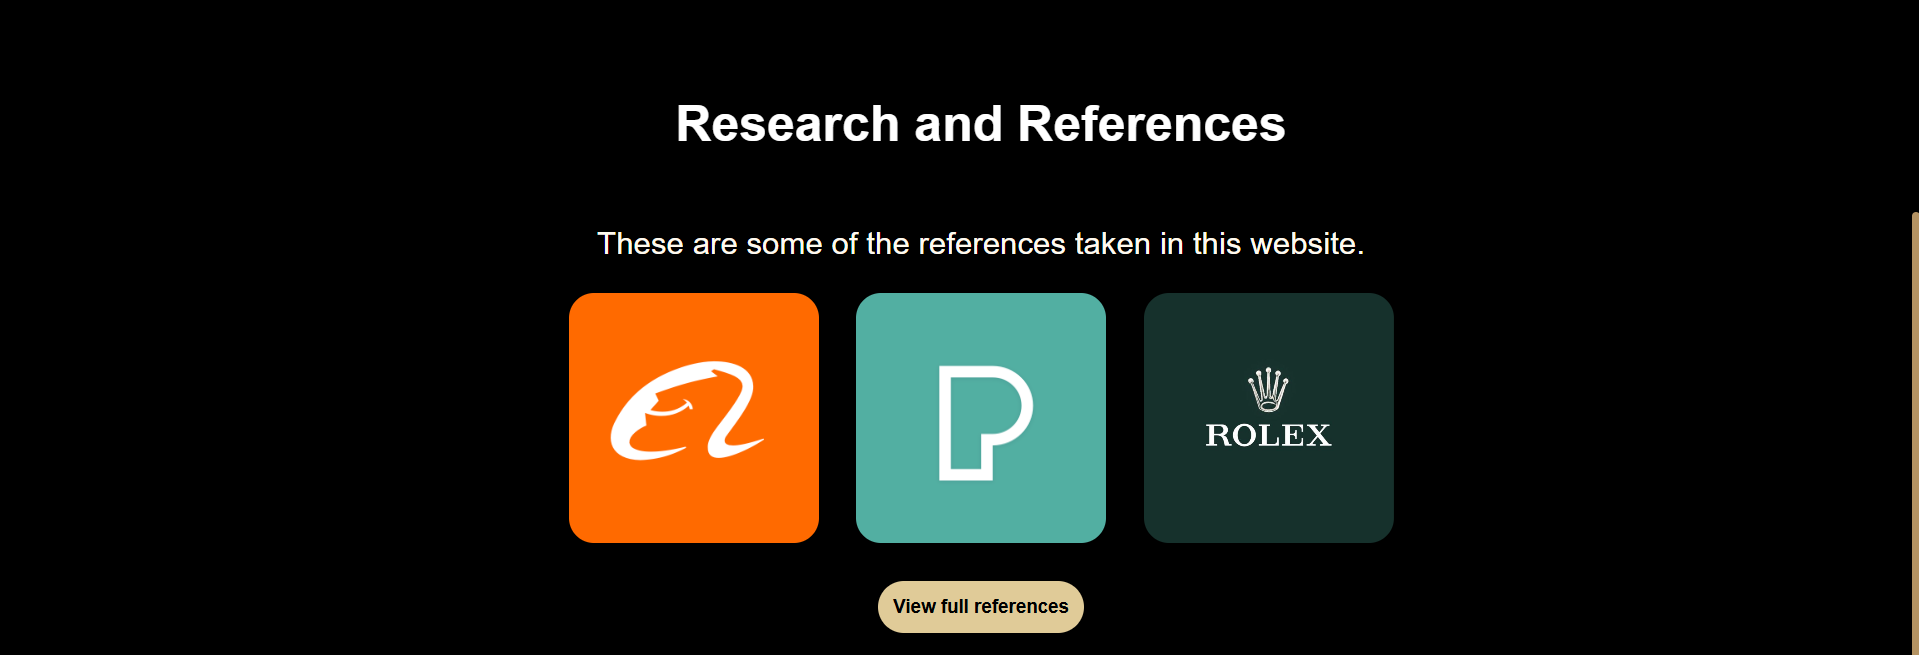 Research and References
These are some of the references taken in this website.
P
ROLEX
View full references